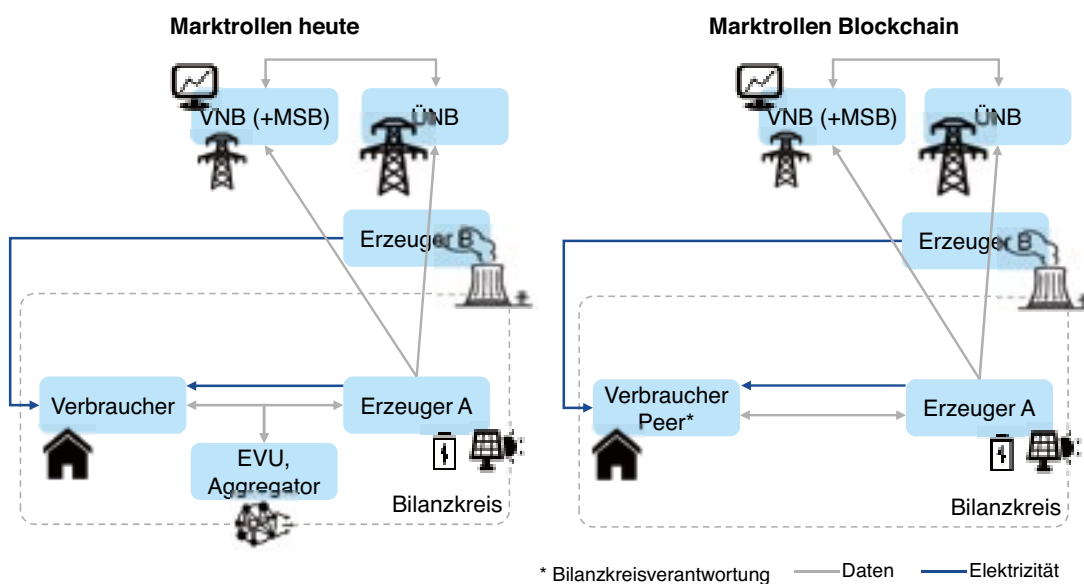 Marktrollen heute
VNB (+MSB)
ÜNB
Erzeuger B
Verbraucher
Erzeuger A
EVU,
Aggregator
Bilanzkreis
Marktrollen Blockchain
VNB (+MSB)
ÜNB
Erzeuger B
Verbraucher
Peer*
Erzeuger A
Bilanzkreis
* Bilanzkreisverantwortung
Daten
Elektrizität